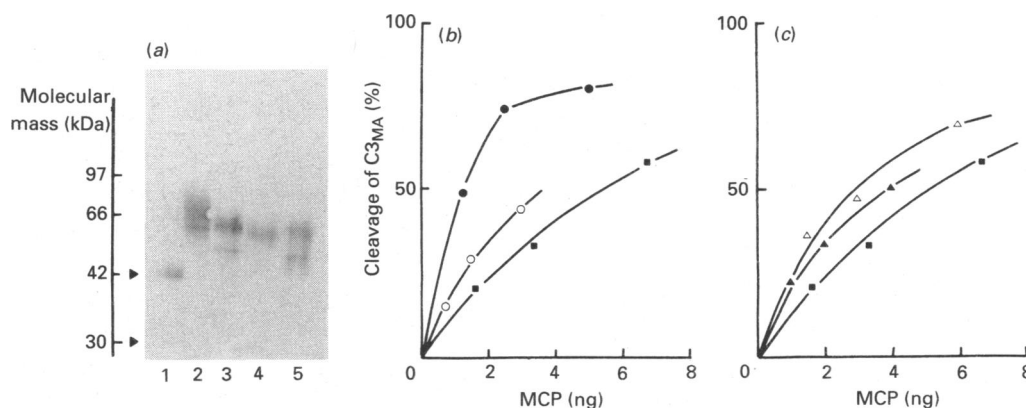 (a)
Molecular
mass (kDa)
97
66
42
30
1 2 3 4 5
(b)
Cleavage of C3MA (%)
100
50
0 2 4 6 8
MCP (ng)
(c)
100
50
0 2 4 6 8
MCP (ng)